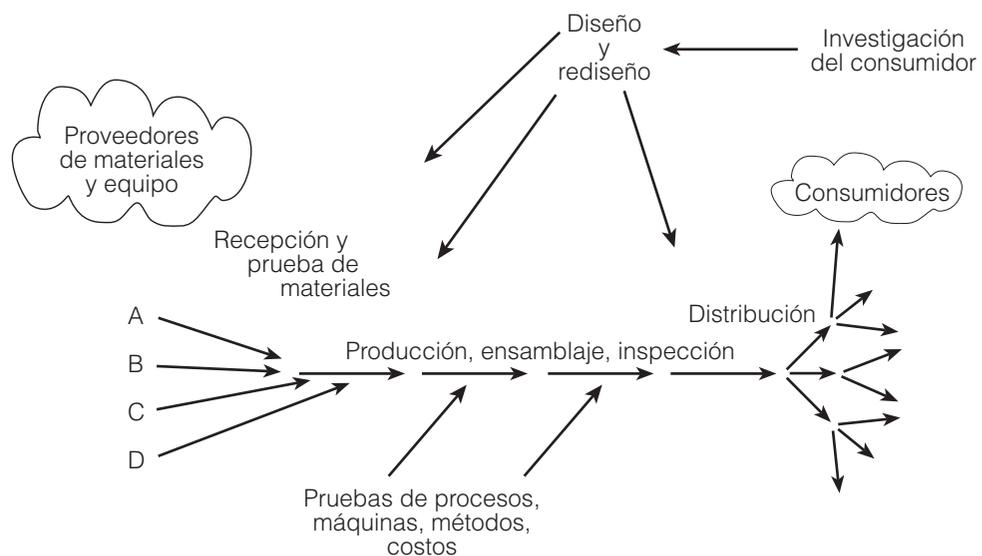 Diseño
y
rediseño
Investigación
del consumidor
Proveedores
de materiales
y equipo
Consumidores
Recepción y
prueba de
materiales
A
B
C
D
Producción, ensamblaje, inspección
Distribución
Pruebas de procesos,
máquinas, métodos,
costos